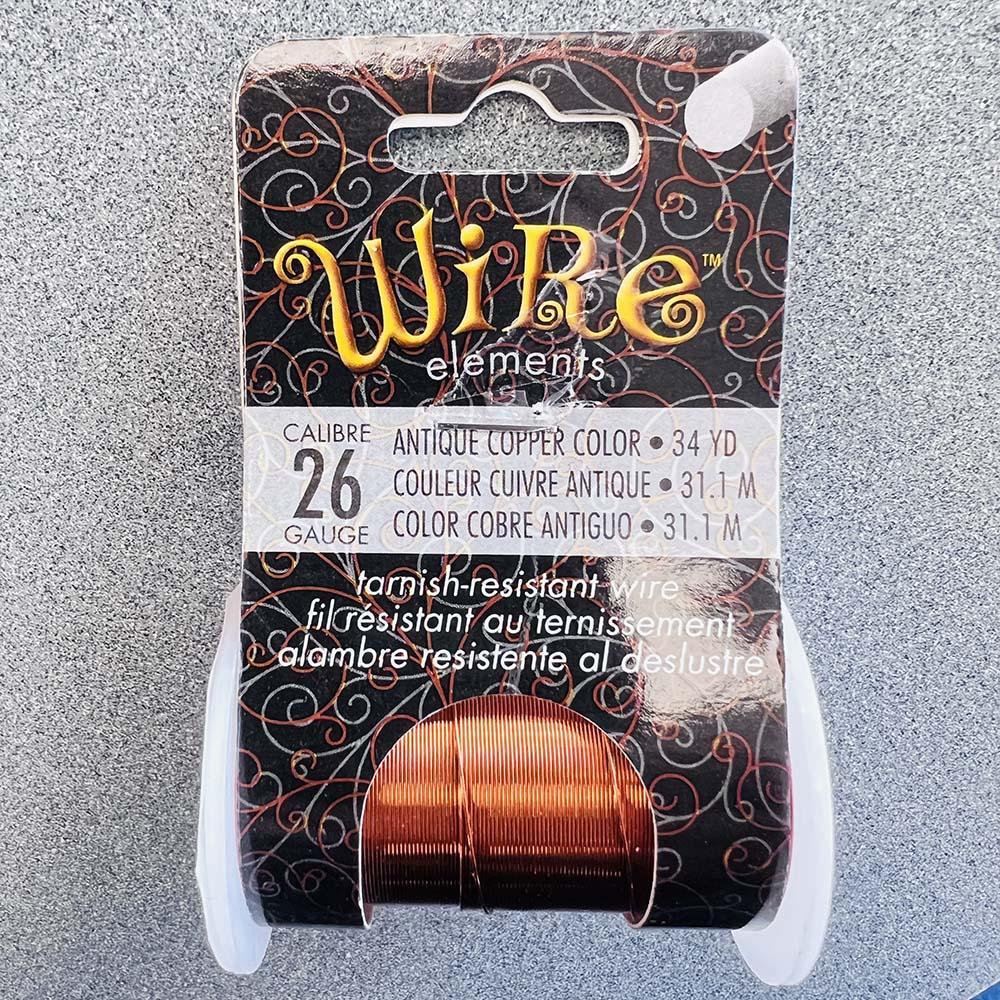 WiRe™
elements
CALIBRE
26
GAUGE
ANTIQUE COPPER COLOR • 34 YD
COULEUR CUIVRE ANTIQUE • 31.1 M
COLOR COBRE ANTIGUO • 31.1 M
tarnish-resistant wire
fil résistant au ternissement
alambre resistente al deslustre